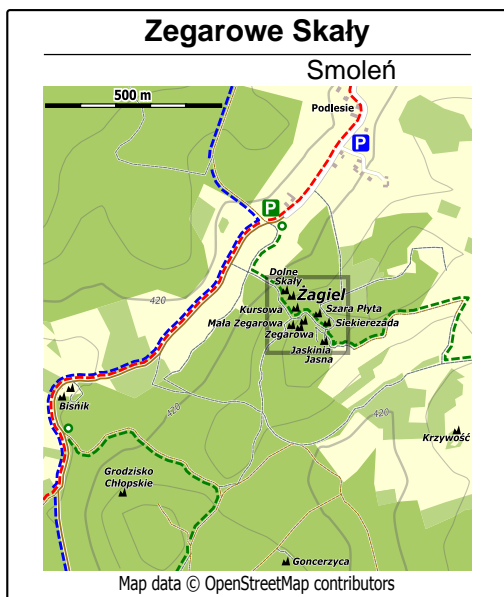 Zegarowe Skały
Smoleń
500 m
Podlesie
P
P
Dolne
Skały
Żagiel
420
Kursowa
Szara Płyta
Mała Zegarowa
Siekierezada
Zegarowa
Jaskinia
Jasna
Biśnik
420
420
Krzywość
Grodzisko
Chłopskie
Goncerzyca
Map data © OpenStreetMap contributors